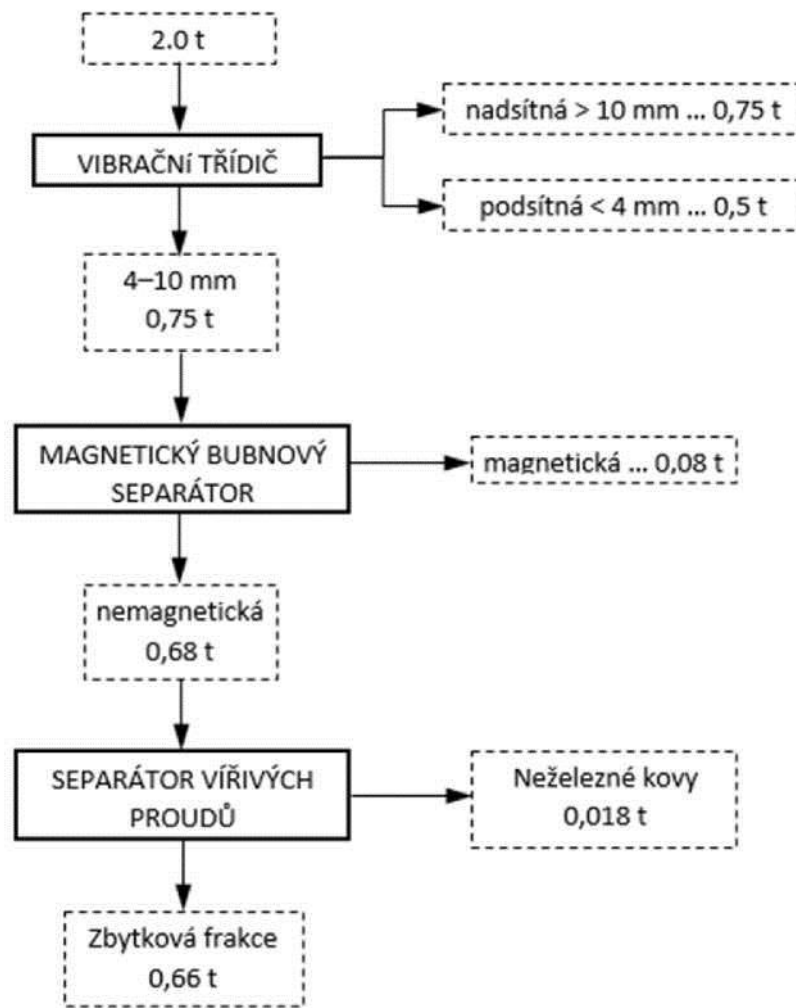 2.0 t
nadsítná > 10 mm ... 0,75 t
VIBRAČNí TŘÍDIČ
podsítná < 4 mm ... 0,5 t
4–10 mm
0,75 t
MAGNETICKÝ BUBNOVÝ
SEPARÁTOR
magnetická ... 0,08 t
nemagnetická
0,68 t
SEPARÁTOR VÍŘIVÝCH
PROUDŮ
Neželezné kovy
0,018 t
Zbytková frakce
0,66 t